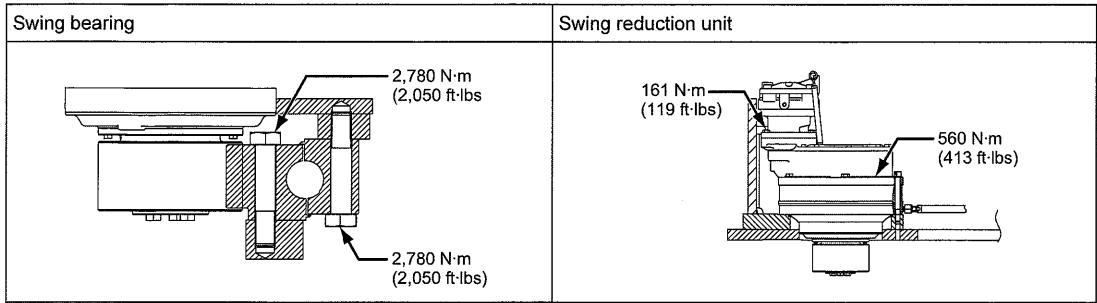 Swing bearing
Swing reduction unit
2,780 N·m
(2,050 ft·lbs
2,780 N·m
(2,050 ft·lbs)
161 N·m
(119 ft·lbs)
560 N·m
(413 ft·lbs)